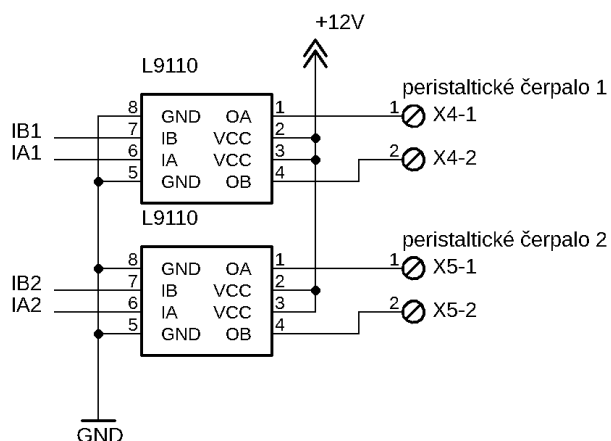 +12V
L9110
peristaltické čerpalo 1
8 GND OA 1 1 X4-1
IB1 7 IB VCC 2
IA1 6 IA VCC 3 2 X4-2
5 GND OB 4
L9110
peristaltické čerpalo 2
8 GND OA 1 1 X5-1
IB2 7 IB VCC 2
IA2 6 IA VCC 3 2 X5-2
5 GND OB 4
GND